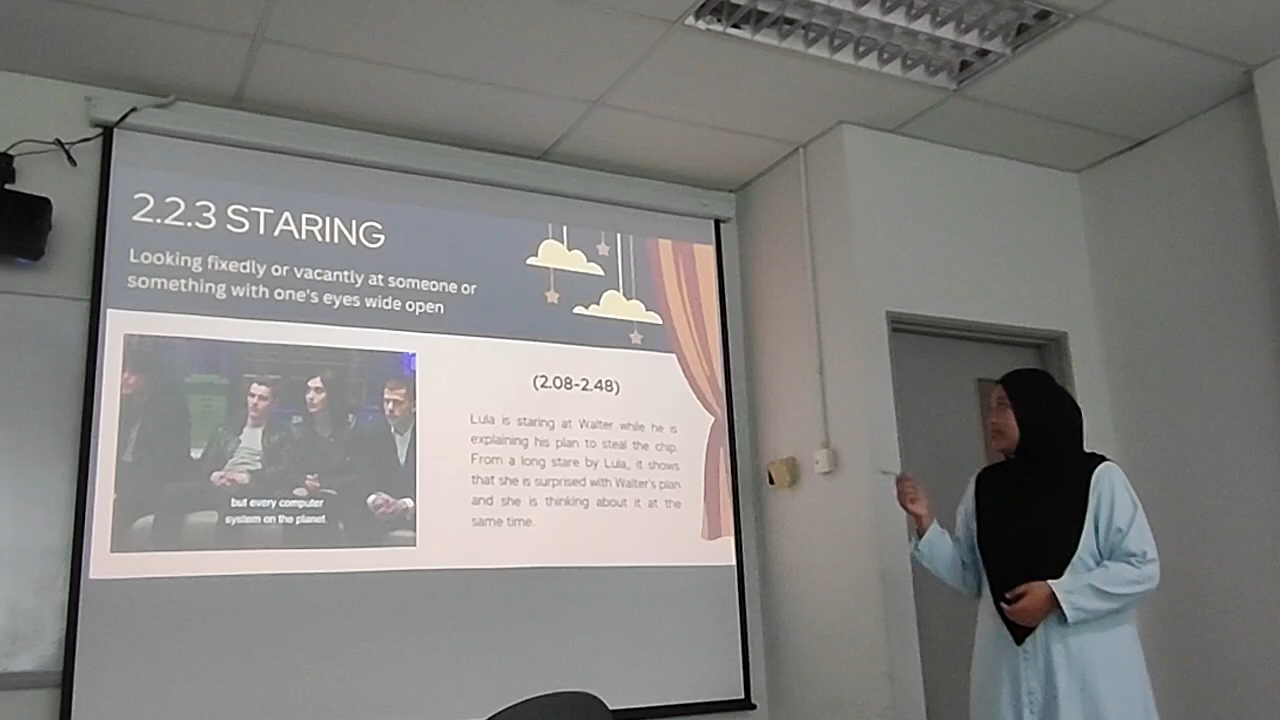 2.2.3 STARING
Looking fixedly or vacantly at someone or
something with one's eyes wide open
(2.08-2.48)
Lula is staring at Walter while he is
explaining his plan to steal the chip.
From a long stare by Lula, it shows
that she is surprised with Walter's plan
and she is thinking about it at the
same time.
but every computer
system on the planet.